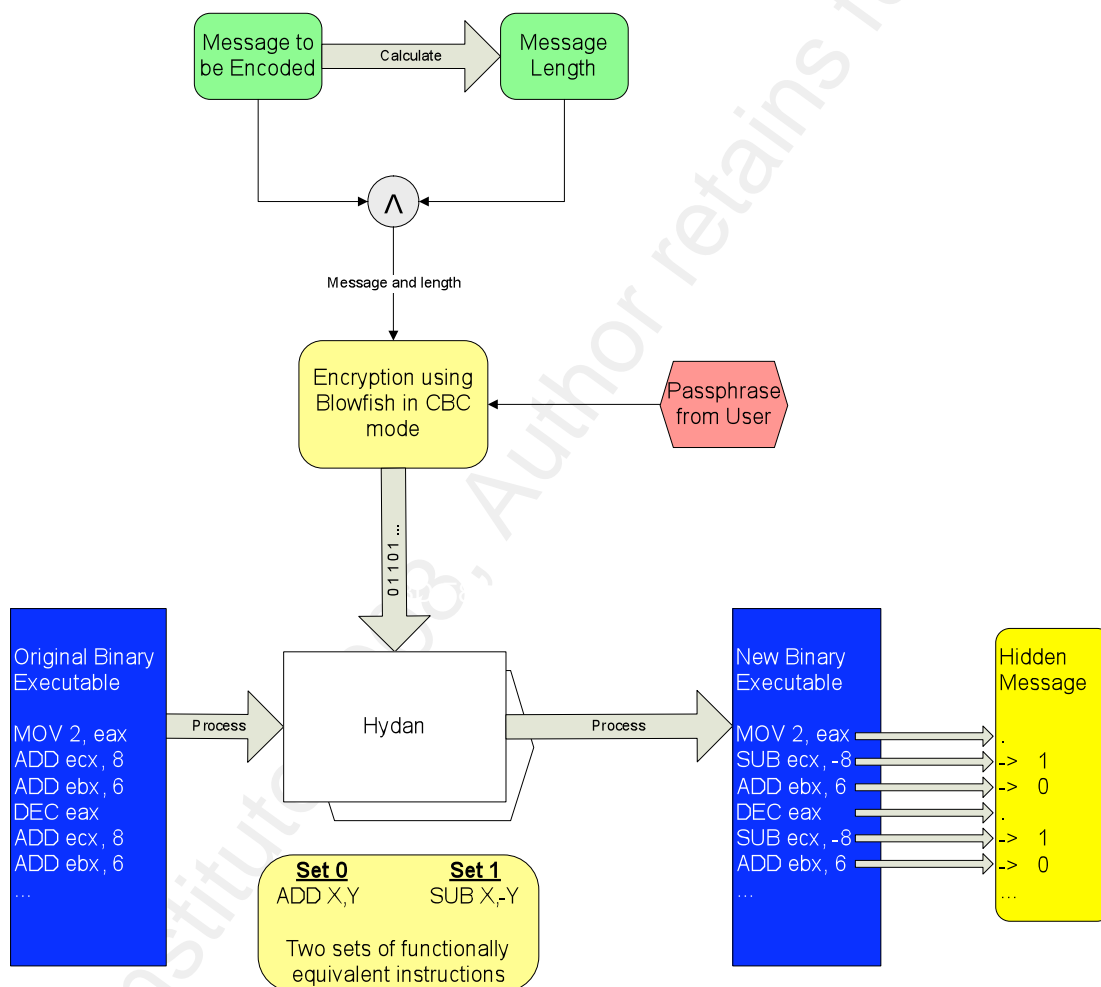 Message to
be Encoded
Calculate
Message
Length
Λ
Message and length
Encryption using
Blowfish in CBC
mode
Passphrase
from User
01101 ...
Original Binary
Executable
MOV 2, eax
ADD ecx, 8
ADD ebx, 6
DEC eax
ADD ecx, 8
ADD ebx, 6
...
Process
Hydan
Process
New Binary
Executable
MOV 2, eax
SUB ecx, -8
ADD ebx, 6
DEC eax
SUB ecx, -8
ADD ebx, 6
...
Hidden
Message
.
-> 1
-> 0
.
-> 1
-> 0
...
Set 0 Set 1
ADD X,Y SUB X,-Y
Two sets of functionally
equivalent instructions
Author retains